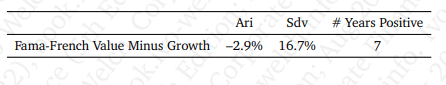 Ari Sdv # Years Positive
Fama-French Value Minus Growth –2.9% 16.7% 7